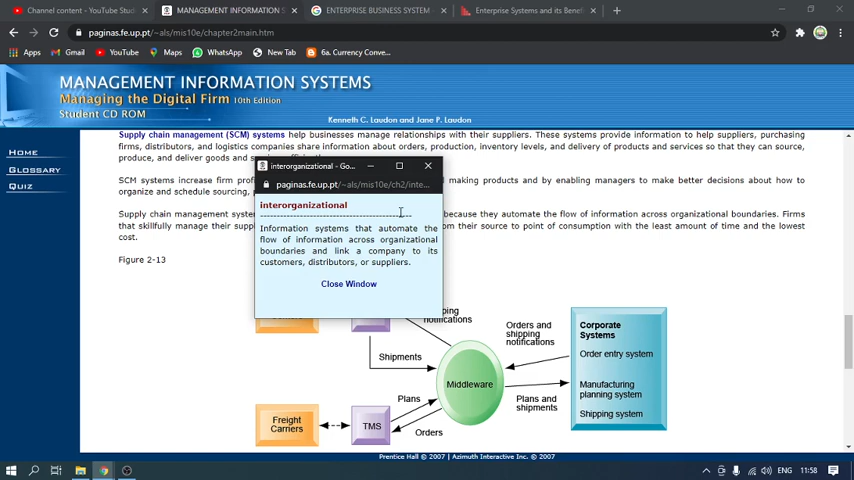 Channel content - YouTube Stud
MANAGEMENT INFORMATION S
ENTERPRISE BUSINESS SYSTEM
Enterprise Systems and its Benef
paginas.fe.up.pt/~als/mis10e/chapter2main.htm
Apps
Gmail
YouTube
Maps
WhatsApp
New Tab
6a. Currency Conve...
MANAGEMENT INFORMATION SYSTEMS
Managing the Digital Firm 10th Edition
Student CD ROM
Kenneth C. Laudon and Jane P. Laudon
HOME
GLOSSARY
QUIZ
Supply chain management (SCM) systems help businesses manage relationships with their suppliers. These systems provide information to help suppliers, purchasing
firms, distributors, and logistics companies share information about orders, production, inventory levels, and delivery of products and services so that they can source,
produce, and deliver goods and
SCM systems increase firm
making products and by enabling managers to make better decisions about how to
organize and schedule sourcing,
Supply chain management
because they automate the flow of information across organizational boundaries. Firms
that skillfully manage their
from their source to point of consumption with the least amount of time and the lowest
cost.
Figure 2-13
interorganizational - Go...
paginas.fe.up.pt/~als/mis10e/ch2/inte...
interorganizational
Information systems that automate the
flow of information across organizational
boundaries and link a company to its
customers, distributors, or suppliers.
Close Window
notifications
Orders and
shipping
notifications
Corporate
Systems
Order entry system
Manufacturing
planning system
Shipping system
Shipments
Middleware
Plans
Plans and
shipments
Freight
Carriers
TMS
Orders
Prentice Hall © 2007 | Azimuth Interactive Inc. © 2007
ENG
11:58